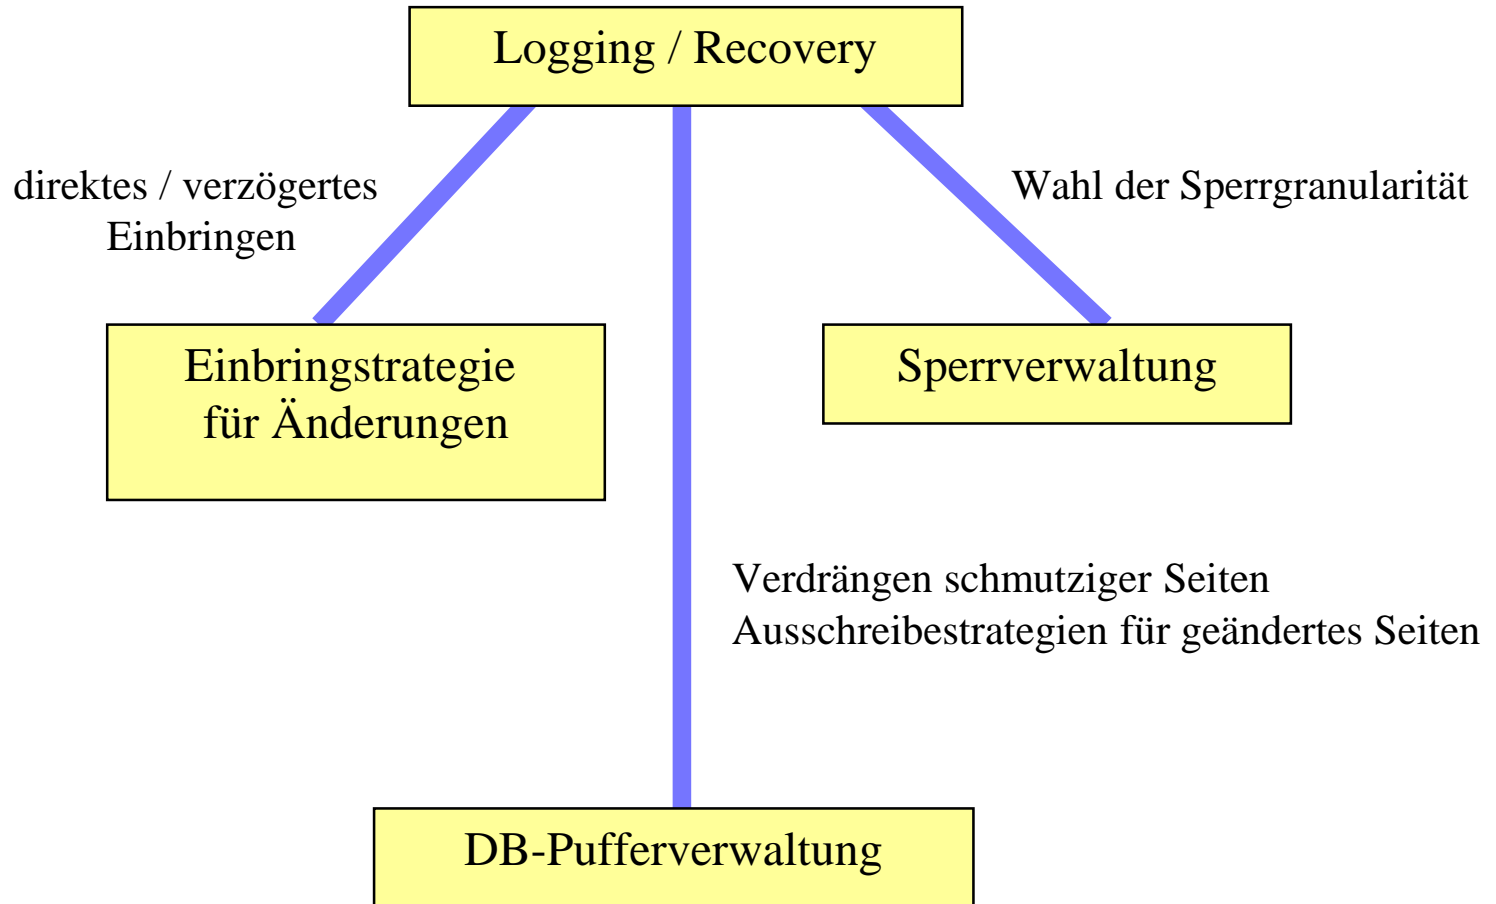 Logging / Recovery
direktes / verzögertes
Einbringen
Wahl der Sperrgranularität
Einbringstrategie
für Änderungen
Sperrverwaltung
Verdrängen schmutziger Seiten
Ausschreibestrategien für geändertes Seiten
DB-Pufferverwaltung